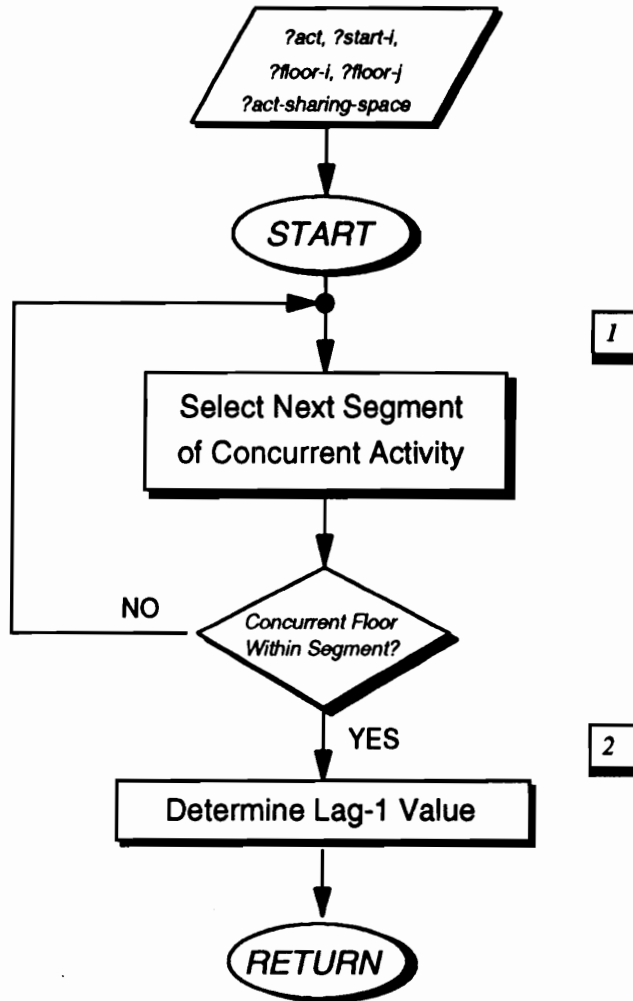 ?act, ?start-i,
?floor-i, ?floor-j
?act-sharing-space
START
1
Select Next Segment
of Concurrent Activity
NO
Concurrent Floor
Within Segment?
YES
2
Determine Lag-1 Value
RETURN